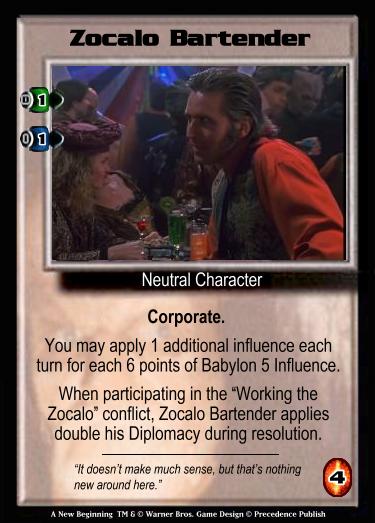 Zocalo Bartender
D 1
D 1
Neutral Character
Corporate.
You may apply 1 additional influence each
turn for each 6 points of Babylon 5 Influence.
When participating in the “Working the
Zocalo” conflict, Zocalo Bartender applies
double his Diplomacy during resolution.
“It doesn’t make much sense, but that’s nothing
new around here.”
4
A New Beginning TM & © Warner Bros. Game Design © Precedence Publish